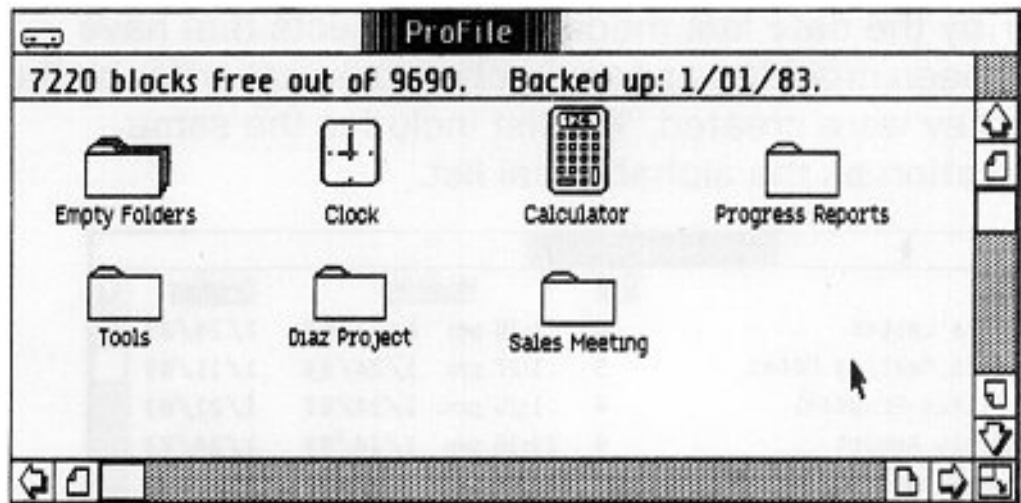 ProFile
7220 blocks free out of 9690. Backed up: 1/01/83.
123.
Empty Folders
Clock
Calculator
Progress Reports
Tools
Diaz Project
Sales Meeting